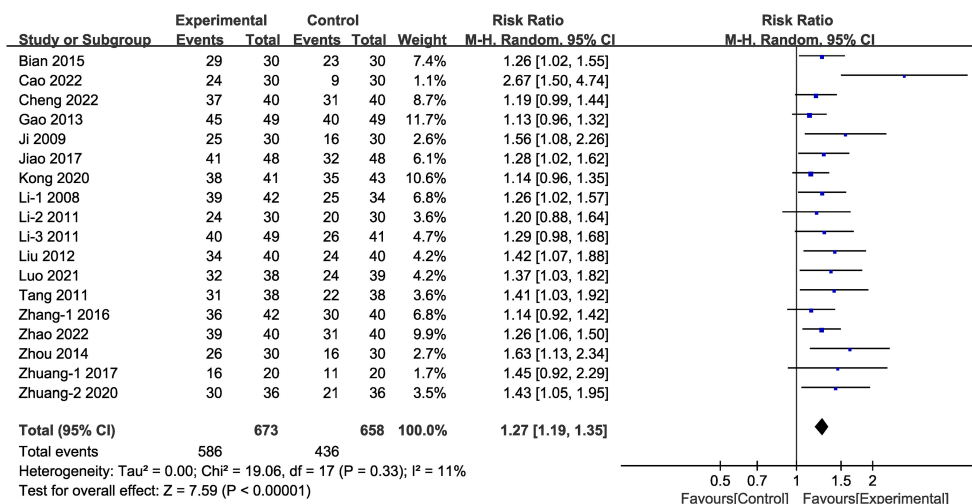 Experimental Control Risk Ratio Risk Ratio
Study or Subgroup Events Total Events Total Weight M-H, Random, 95% CI M-H, Random, 95% CI
Bian 2015 29 30 23 30 7.4% 1.26 [1.02, 1.55]
Cao 2022 24 30 9 30 1.1% 2.67 [1.50, 4.74]
Cheng 2022 37 40 31 40 8.7% 1.19 [0.99, 1.44]
Gao 2013 45 49 40 49 11.7% 1.13 [0.96, 1.32]
Ji 2009 25 30 16 30 2.6% 1.56 [1.08, 2.26]
Jiao 2017 41 48 32 48 6.1% 1.28 [1.02, 1.62]
Kong 2020 38 41 35 43 10.6% 1.14 [0.96, 1.35]
Li-1 2008 39 42 25 34 6.8% 1.26 [1.02, 1.57]
Li-2 2011 24 30 20 30 3.6% 1.20 [0.88, 1.64]
Li-3 2011 40 49 26 41 4.7% 1.29 [0.98, 1.68]
Liu 2012 34 40 24 40 4.2% 1.42 [1.07, 1.88]
Luo 2021 32 38 24 39 4.2% 1.37 [1.03, 1.82]
Tang 2011 31 38 22 38 3.6% 1.41 [1.03, 1.92]
Zhang-1 2016 36 42 30 40 6.8% 1.14 [0.92, 1.42]
Zhao 2022 39 40 31 40 9.9% 1.26 [1.06, 1.50]
Zhou 2014 26 30 16 30 2.7% 1.63 [1.13, 2.34]
Zhuang-1 2017 16 20 11 20 1.7% 1.45 [0.92, 2.29]
Zhuang-2 2020 30 36 21 36 3.5% 1.43 [1.05, 1.95]
Total (95% CI) 673 658 100.0% 1.27 [1.19, 1.35]
Total events 586 436
Heterogeneity: Tau² = 0.00; Chi² = 19.06, df = 17 (P = 0.33); I² = 11%
Test for overall effect: Z = 7.59 (P < 0.00001)
0.5 0.7 1 1.5 2
Favours[Control] Favours[Experimental]